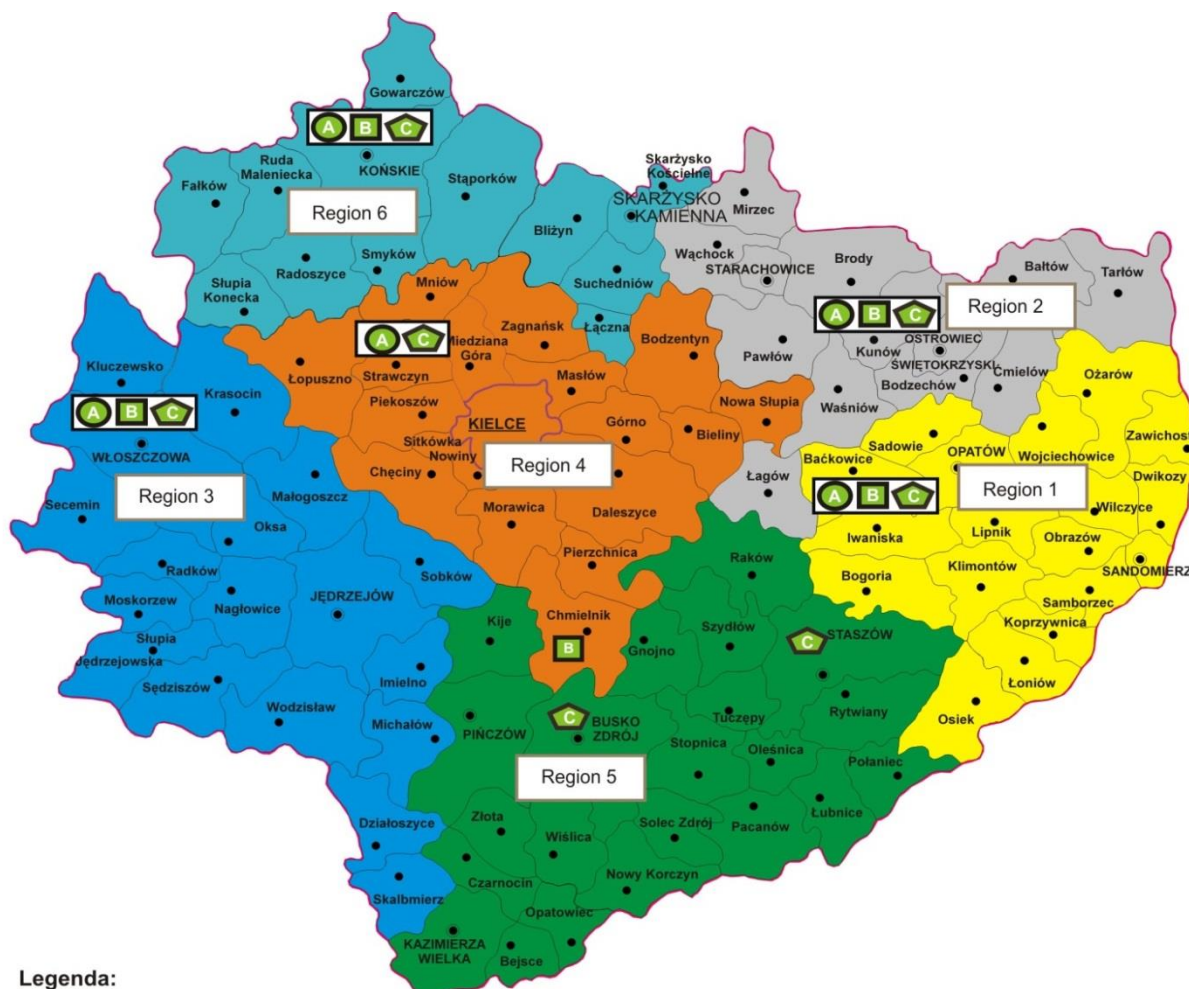 Gowarczów
A B C
KOŃSKIE
Ruda
Maleniecka
Fałków
Stąporków
Region 6
Skarżysko
Kościelne
SKARŻYSKO
KAMIENNA
Bliżyn
Mirzec
Wąchock
STARACHOWICE
Brody
Bałtów
Tarłów
Smyków
Radoszyce
Słupia
Konecka
Suchedniów
Łączna
Mniów
A C
Zagnańsk
Miedziana
Góra
Bodzentyn
Region 2
A B C
Kunów
OSTROWIEC
ŚWIĘTOKRZYSKI
Bodzechów
Ćmielów
Pawłów
Waśniów
Kluczewsko
Krasocin
Łopuszno
Strawczyn
Masłów
Piekoszów
KIELCE
Nowa Słupia
Ożarów
A B C
WŁOSZCZOWA
Górno
Bieliny
Sitkówka
Nowiny
Region 4
Chęciny
Sadowie
Zawichost
Baćkowice
OPATÓW
Wojciechowice
Dwikozy
Region 3
Małogoszcz
Łagów
A B C
Region 1
Secemin
Oksa
Morawica
Daleszyce
Iwaniska
Lipnik
Wilczyce
Obrazów
Pierzchnica
Raków
SANDOMIERZ
Radków
Sobków
Bogoria
Klimontów
Nagłowice
JĘDRZEJÓW
Moskorzew
Samborzec
Chmielnik
Kije
B
Szydłów
STASZÓW
C
Koprzywnica
Słupia
Jędrzejowska
Gnojno
Łoniów
Sędziszów
Imielno
Wodzisław
Michałów
PIŃCZÓW
C
BUSKO
ZDRÓJ
Tuczępy
Rytwiany
Osiek
Stopnica
Oleśnica
Połaniec
Region 5
Łubnice
Pacanów
Działoszyce
Złota
Wiślica
Solec Zdrój
Skalbmierz
Czarnocin
Nowy Korczyn
Opatowiec
KAZIMIERZA
WIELKA
Bejsce
Legenda: